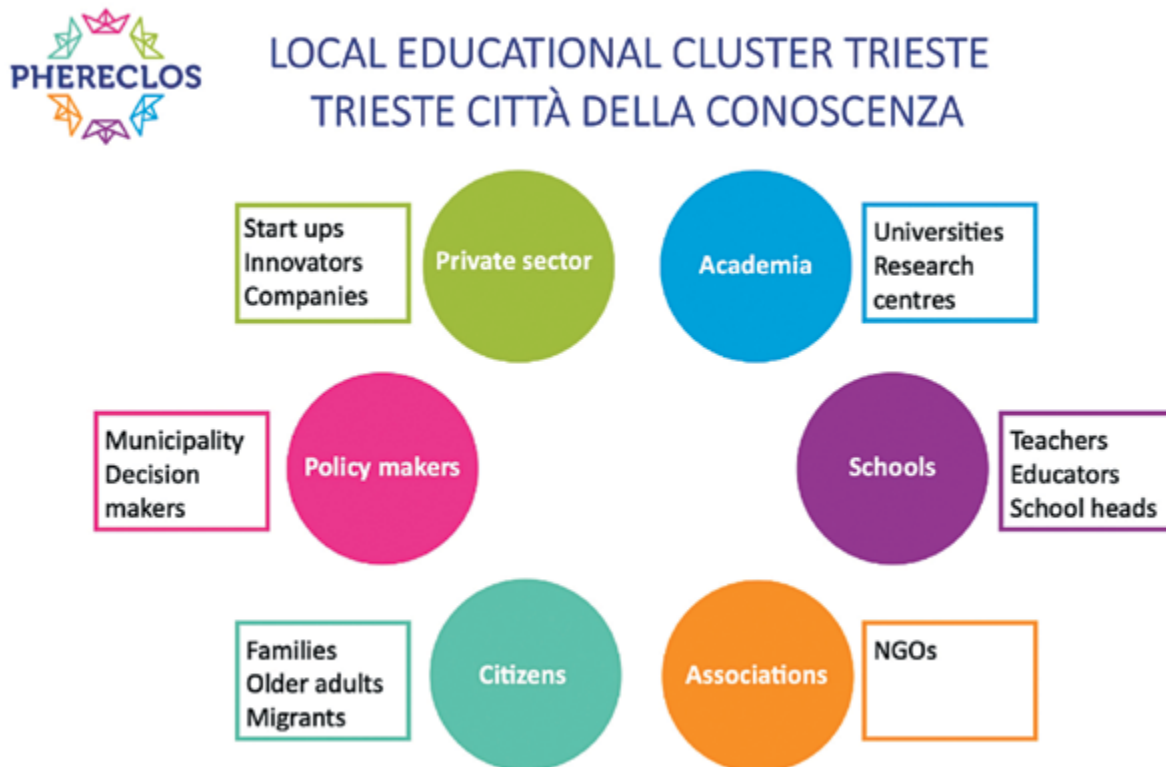 PHERECLOS
LOCAL EDUCATIONAL CLUSTER TRIESTE
TRIESTE CITTÀ DELLA CONOSCENZA
Start ups
Innovators
Companies
Private sector
Academia
Universities
Research
centres
Municipality
Decision
makers
Policy makers
Schools
Teachers
Educators
School heads
Families
Older adults
Migrants
Citizens
Associations
NGOs